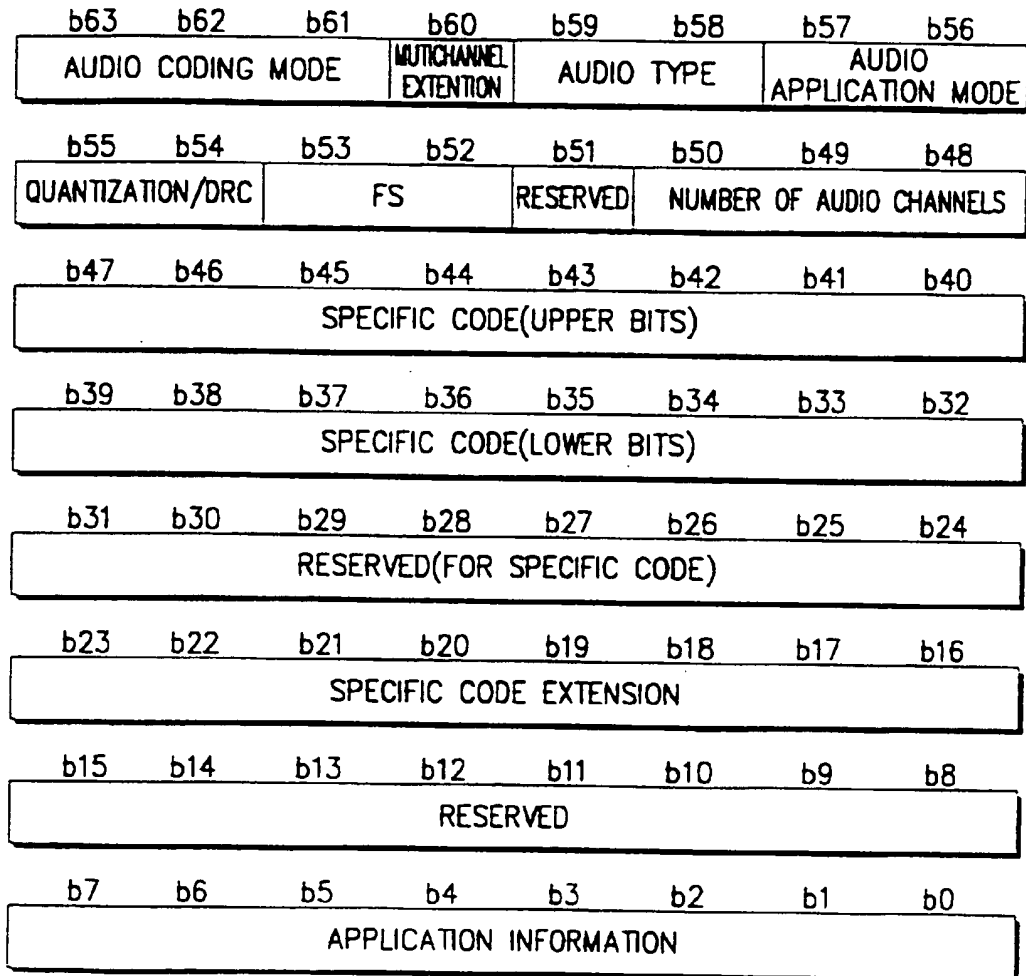 b63 b62 b61 b60 b59 b58 b57 b56
AUDIO CODING MODE
MUTICHANNEL
EXTENTION
AUDIO TYPE
AUDIO
APPLICATION MODE
b55 b54 b53 b52 b51 b50 b49 b48
QUANTIZATION/DRC FS RESERVED NUMBER OF AUDIO CHANNELS
b47 b46 b45 b44 b43 b42 b41 b40
SPECIFIC CODE(UPPER BITS)
b39 b38 b37 b36 b35 b34 b33 b32
SPECIFIC CODE(LOWER BITS)
b31 b30 b29 b28 b27 b26 b25 b24
RESERVED(FOR SPECIFIC CODE)
b23 b22 b21 b20 b19 b18 b17 b16
SPECIFIC CODE EXTENSION
b15 b14 b13 b12 b11 b10 b9 b8
RESERVED
b7 b6 b5 b4 b3 b2 b1 b0
APPLICATION INFORMATION